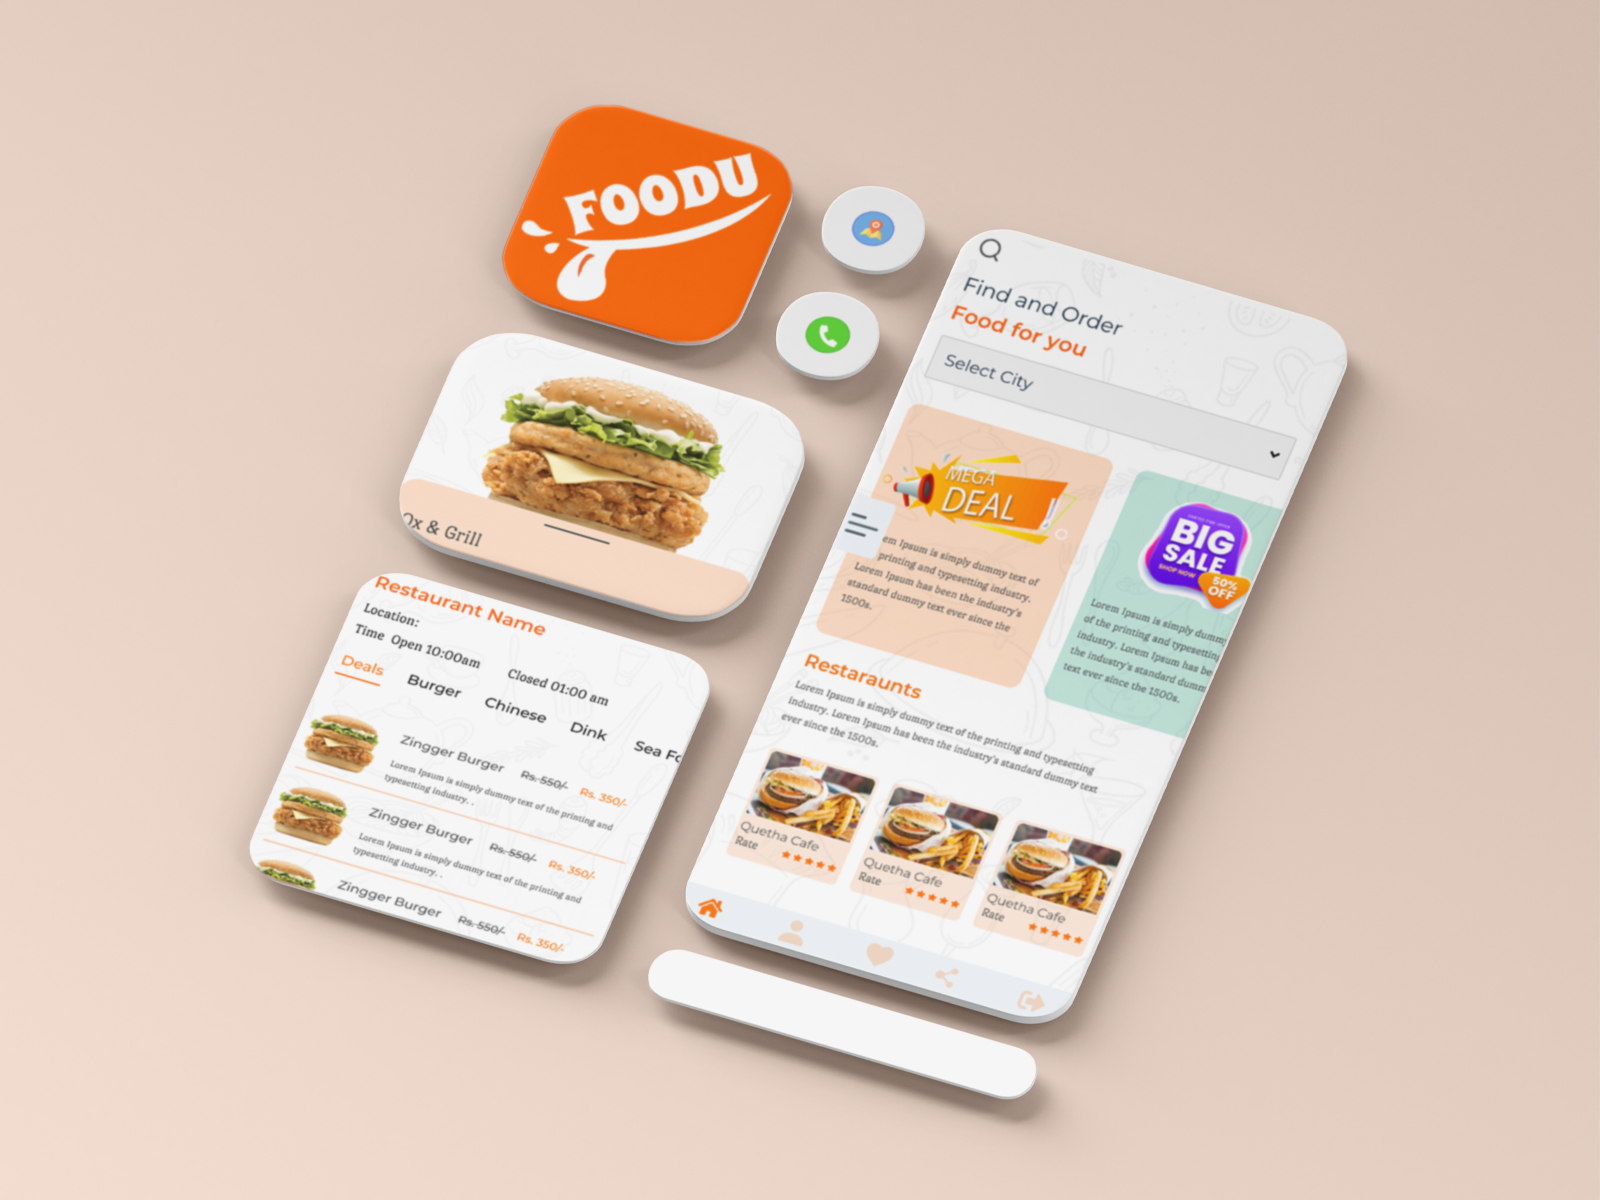 FOODU
Ox & Grill
Restaurant Name
Location:
Time Open 10:00am Closed 01:00 am
Deals Burger Chinese Dink Sea Fo
Zingger Burger Rs. 550/- Rs. 350/-
Lorem Ipsum is simply dummy text of the printing and
typesetting industry. .
Zingger Burger Rs. 550/- Rs. 350/-
Lorem Ipsum is simply dummy text of the printing and
typesetting industry. .
Zingger Burger Rs. 550/- Rs. 350/-
Find and Order
Food for you
Select City
MEGA
DEAL
em Ipsum is simply dummy text of
printing and typesetting industry.
Lorem Ipsum has been the industry's
standard dummy text ever since the
1500s.
BIG
SALE
SHOP NOW
50%
OFF
Lorem Ipsum is simply dumm
of the printing and typesetting
industry. Lorem Ipsum has be
the industry's standard dumm
text ever since the 1500s.
Restaraunts
Lorem Ipsum is simply dummy text of the printing and typesetting
industry. Lorem Ipsum has been the industry's standard dummy text
ever since the 1500s.
Quetha Cafe
Rate
Quetha Cafe
Rate
Quetha Cafe
Rate